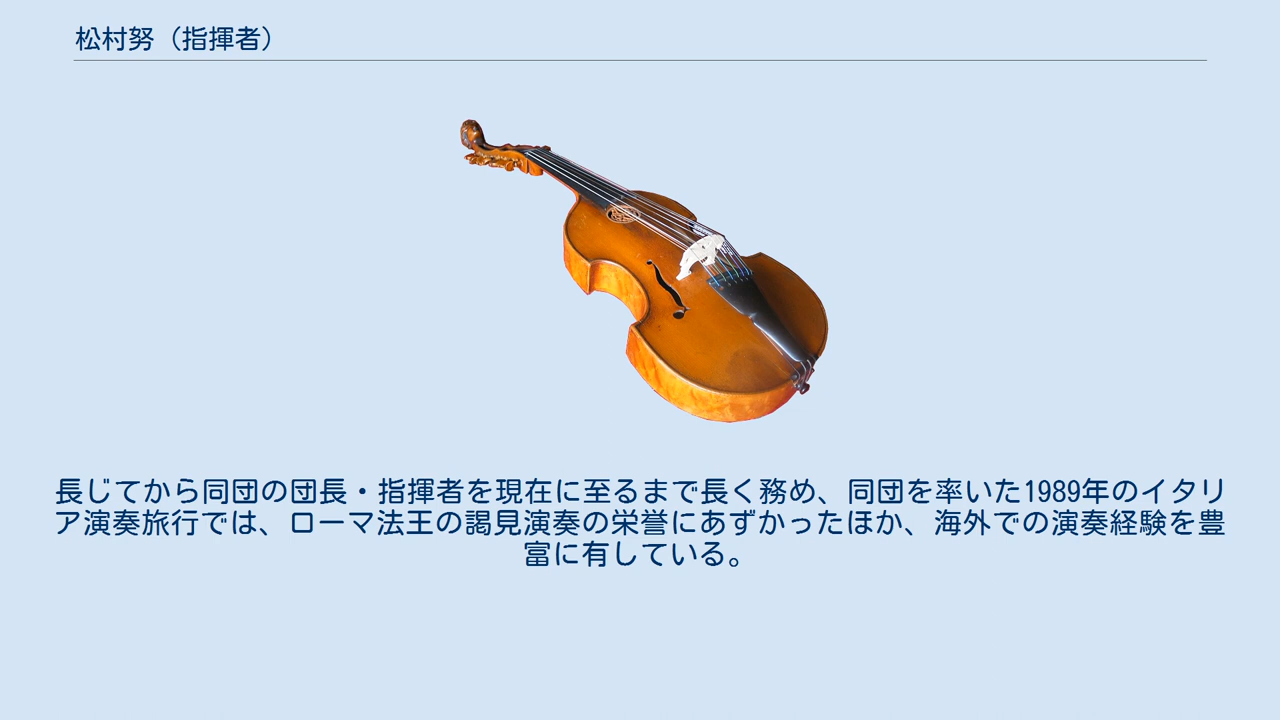 松村努（指揮者）
長じてから同団の団長・指揮者を現在に至るまで長く務め、同団を率いた1989年のイタリ
ア演奏旅行では、ローマ法王の謁見演奏の栄誉にあずかったほか、海外での演奏経験を豊
富に有している。